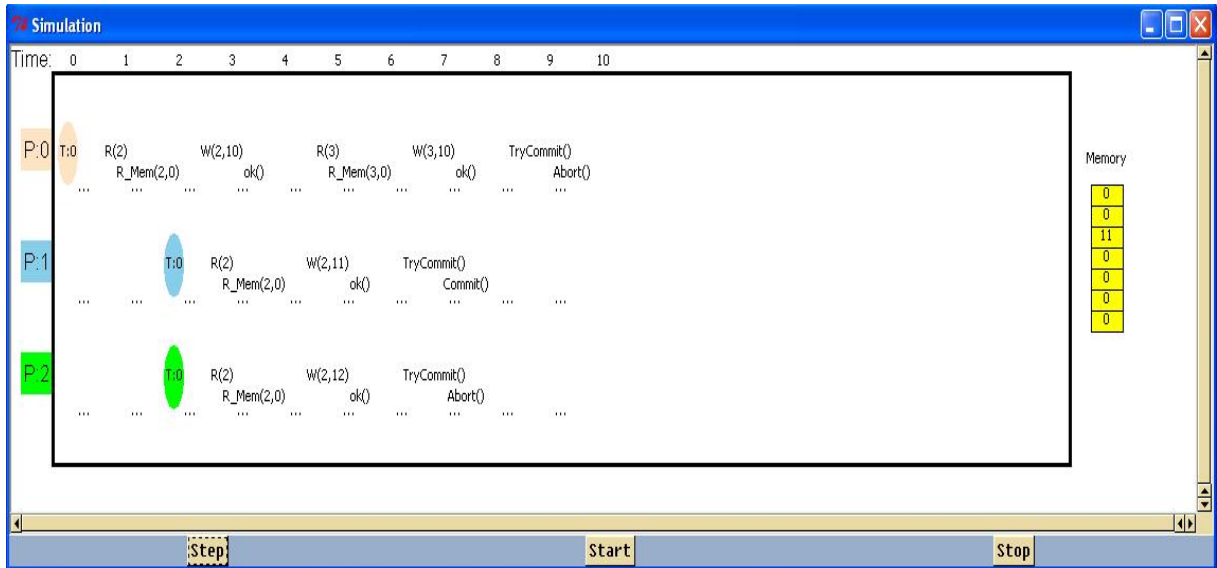 Simulation
Time: 0 1 2 3 4 5 6 7 8 9 10
P:0 T:0 R(2) W(2,10) R(3) W(3,10) TryCommit()
R_Mem(2,0) ok() R_Mem(3,0) ok() Abort()
... ... ... ... ... ... ... ... ... ...
Memory
0
0
11
0
0
0
0
P:1 T:0 R(2) W(2,11) TryCommit()
R_Mem(2,0) ok() Commit()
... ... ... ... ... ... ... ... ... ...
P:2 T:0 R(2) W(2,12) TryCommit()
R_Mem(2,0) ok() Abort()
... ... ... ... ... ... ... ... ... ...
Step Start Stop